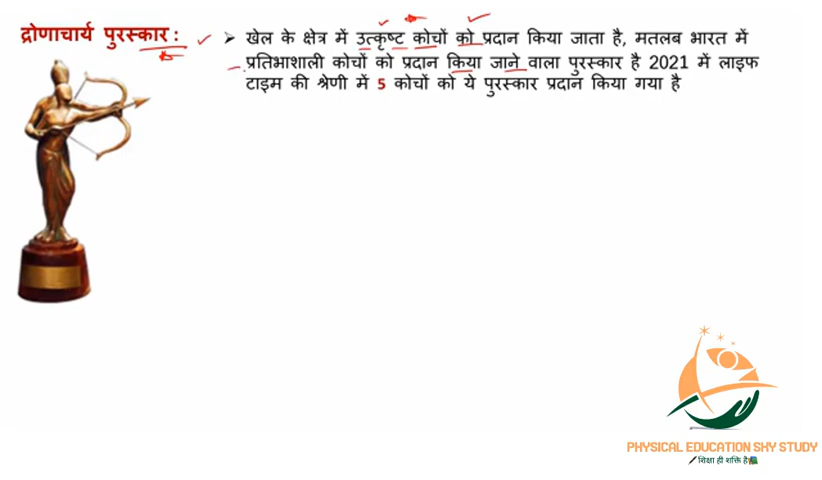 द्रोणाचार्य पुरस्कार :
➢ खेल के क्षेत्र में उत्कृष्ट कोचों को प्रदान किया जाता है, मतलब भारत में
प्रतिभाशाली कोचों को प्रदान किया जाने वाला पुरस्कार है 2021 में लाइफ
टाइम की श्रेणी में 5 कोचों को ये पुरस्कार प्रदान किया गया है
PHYSICAL EDUCATION SKY STUDY
शिक्षा ही शक्ति है